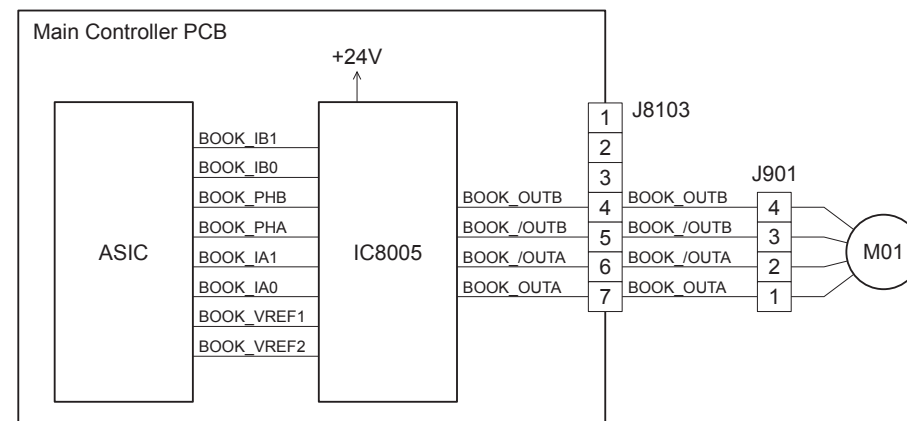 Main Controller PCB
+24V
ASIC
BOOK_IB1
BOOK_IB0
BOOK_PHB
BOOK_PHA
BOOK_IA1
BOOK_IA0
BOOK_VREF1
BOOK_VREF2
IC8005
BOOK_OUTB
BOOK_/OUTB
BOOK_/OUTA
BOOK_OUTA
J8103
1
2
3
4
5
6
7
BOOK_OUTB
BOOK_/OUTB
BOOK_/OUTA
BOOK_OUTA
J901
4
3
2
1
M01